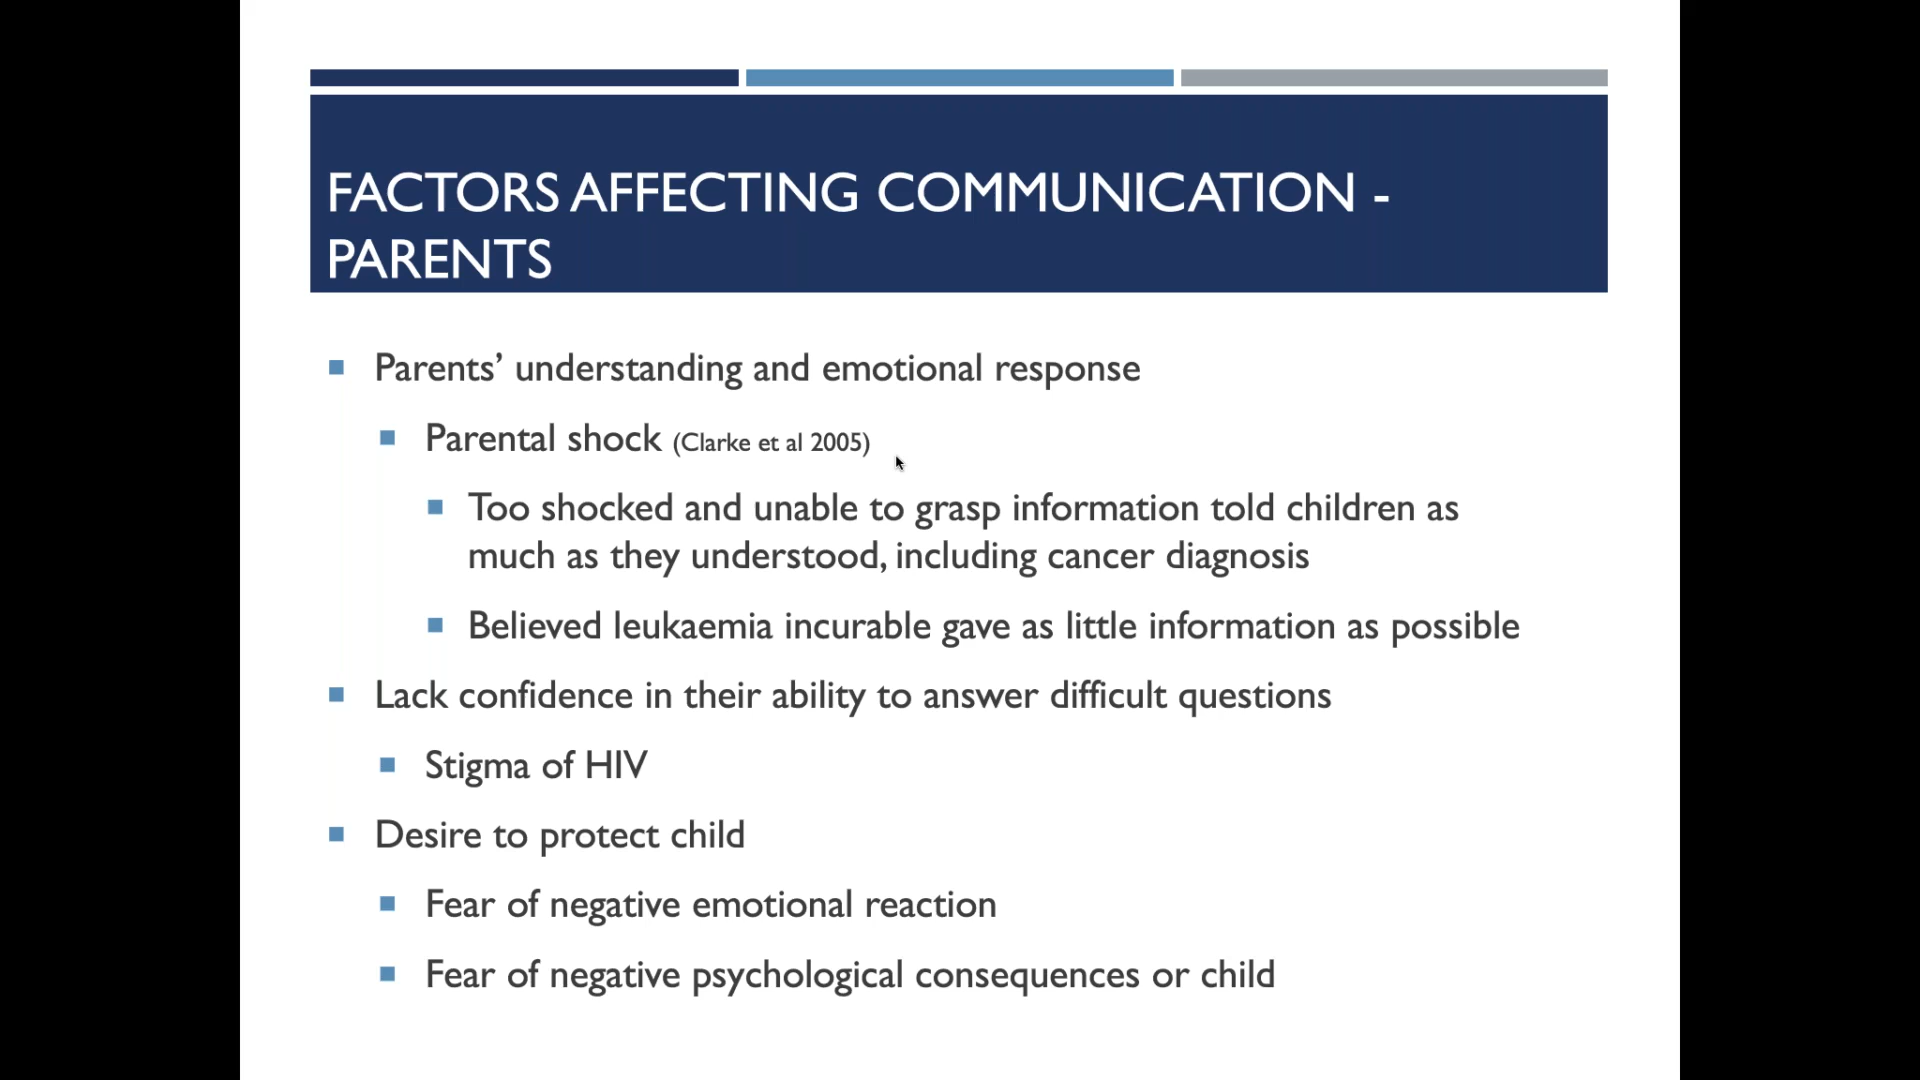 FACTORS AFFECTING COMMUNICATION -
PARENTS
Parents’ understanding and emotional response
Parental shock (Clarke et al 2005)
Too shocked and unable to grasp information told children as
much as they understood, including cancer diagnosis
Believed leukaemia incurable gave as little information as possible
Lack confidence in their ability to answer difficult questions
Stigma of HIV
Desire to protect child
Fear of negative emotional reaction
Fear of negative psychological consequences or child